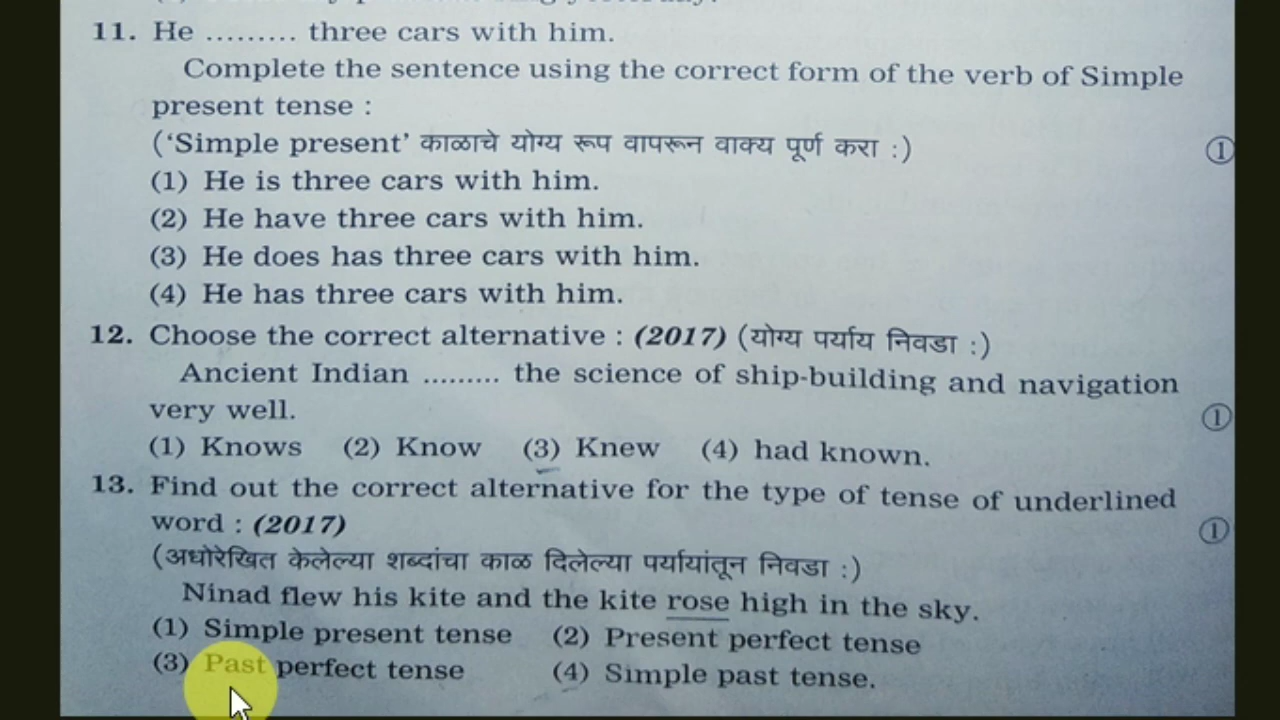 11. He ......... three cars with him.
Complete the sentence using the correct form of the verb of Simple
present tense :
('Simple present' काळाचे योग्य रूप वापरून वाक्य पूर्ण करा :)
①
(1) He is three cars with him.
(2) He have three cars with him.
(3) He does has three cars with him.
(4) He has three cars with him.
12. Choose the correct alternative : (2017) (योग्य पर्याय निवडा :)
Ancient Indian ......... the science of ship-building and navigation
very well.
①
(1) Knows (2) Know (3) Knew (4) had known.
13. Find out the correct alternative for the type of tense of underlined
word : (2017)
①
(अधोरेखित केलेल्या शब्दांचा काळ दिलेल्या पर्यायांतून निवडा :)
Ninad flew his kite and the kite rose high in the sky.
(1) Simple present tense (2) Present perfect tense
(3) Past perfect tense (4) Simple past tense.